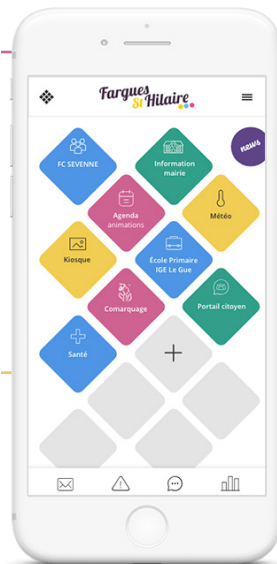 Fargues
St Hilaire
news
FC SEVENNE
Information
mairie
Agenda
animations
Météo
Kiosque
École Primaire
IGE Le Gue
Comarquage
Portail citoyen
Santé